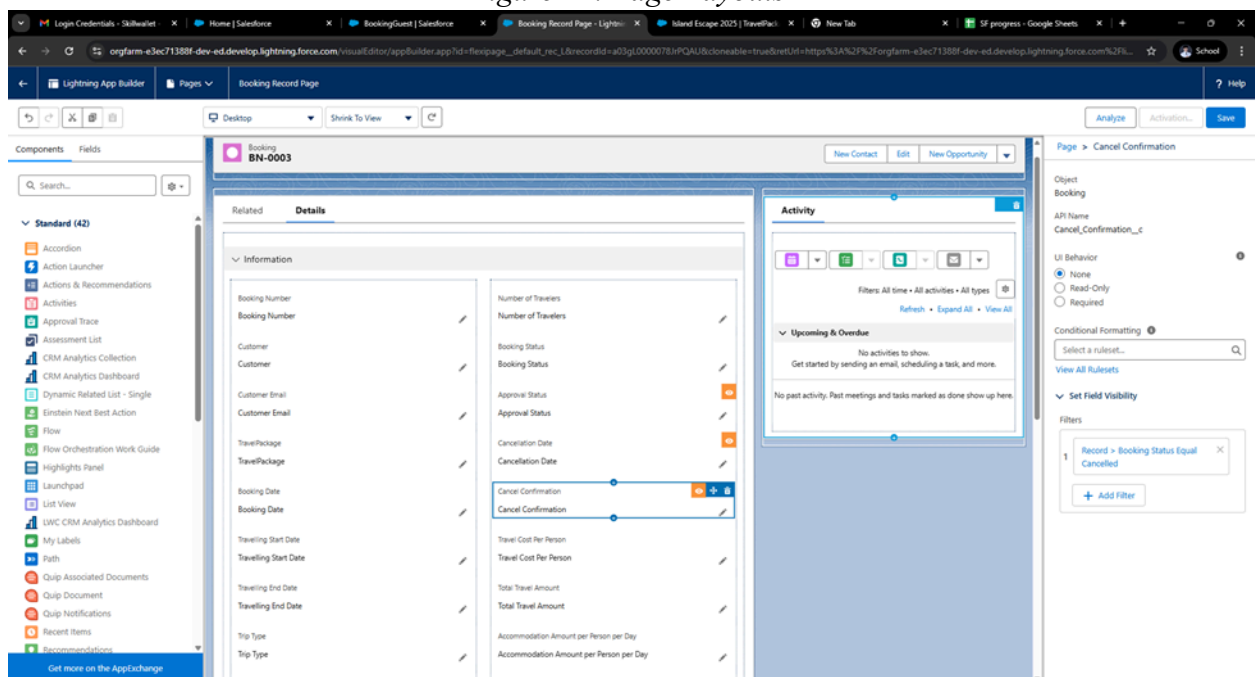 Login Credentials - Skillwallet
Home | Salesforce
BookingGuest | Salesforce
Booking Record Page - Lightnin
Island Escape 2025 | TravelPack
New Tab
SF progress - Google Sheets
orgfarm-e3ec71388f-dev-ed.develop.lightning.force.com/visualEditor/appBuilder.app?id=flexipage__default_rec_L&recordId=a03gL0000078JrPQAU&cloneable=true&retUrl=https%3A%2F%2Forgfarm-e3ec71388f-dev-ed.develop.lightning.force.com%2Fli...
School
Lightning App Builder
Pages
Booking Record Page
? Help
Desktop
Shrink To View
Analyze
Activation...
Save
Components
Fields
Search...
Standard (42)
Accordion
Action Launcher
Actions & Recommendations
Activities
Approval Trace
Assessment List
CRM Analytics Collection
CRM Analytics Dashboard
Dynamic Related List - Single
Einstein Next Best Action
Flow
Flow Orchestration Work Guide
Highlights Panel
Launchpad
List View
LWC CRM Analytics Dashboard
My Labels
Path
Quip Associated Documents
Quip Document
Quip Notifications
Recent Items
Recommendations
Get more on the AppExchange
Booking
BN-0003
New Contact
Edit
New Opportunity
Related
Details
Information
Booking Number
Booking Number
Customer
Customer
Customer Email
Customer Email
TravelPackage
TravelPackage
Booking Date
Booking Date
Travelling Start Date
Travelling Start Date
Travelling End Date
Travelling End Date
Trip Type
Trip Type
Number of Travelers
Number of Travelers
Booking Status
Booking Status
Approval Status
Approval Status
Cancellation Date
Cancellation Date
Cancel Confirmation
Cancel Confirmation
Travel Cost Per Person
Travel Cost Per Person
Total Travel Amount
Total Travel Amount
Accommodation Amount per Person per Day
Accommodation Amount per Person per Day
Activity
Filters: All time • All activities • All types
Refresh • Expand All • View All
Upcoming & Overdue
No activities to show.
Get started by sending an email, scheduling a task, and more.
No past activity. Past meetings and tasks marked as done show up here.
Page > Cancel Confirmation
Object
Booking
API Name
Cancel_Confirmation__c
UI Behavior
None
Read-Only
Required
Conditional Formatting
Select a ruleset...
View All Rulesets
Set Field Visibility
Filters
1
Record > Booking Status Equal
Cancelled
+ Add Filter